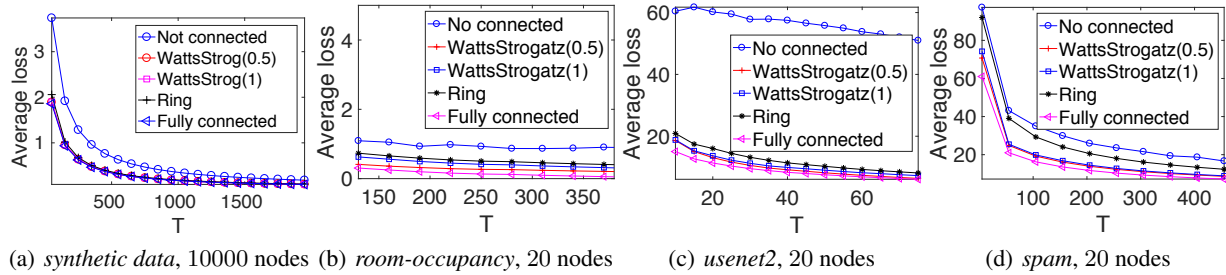 Average loss
3
2
1
500
1000
1500
T
Not connected
WattsStrog(0.5)
WattsStrog(1)
Ring
Fully connected
(a) synthetic data, 10000 nodes
Average loss
4
2
0
150
200
250
300
350
T
No connected
WattsStrogatz(0.5)
WattsStrogatz(1)
Ring
Fully connected
(b) room-occupancy, 20 nodes
Average loss
60
40
20
20
40
60
T
No connected
WattsStrogatz(0.5)
WattsStrogatz(1)
Ring
Fully connected
(c) usenet2, 20 nodes
Average loss
80
60
40
20
100
200
300
400
T
No connected
WattsStrogatz(0.5)
WattsStrogatz(1)
Ring
Fully connected
(d) spam, 20 nodes